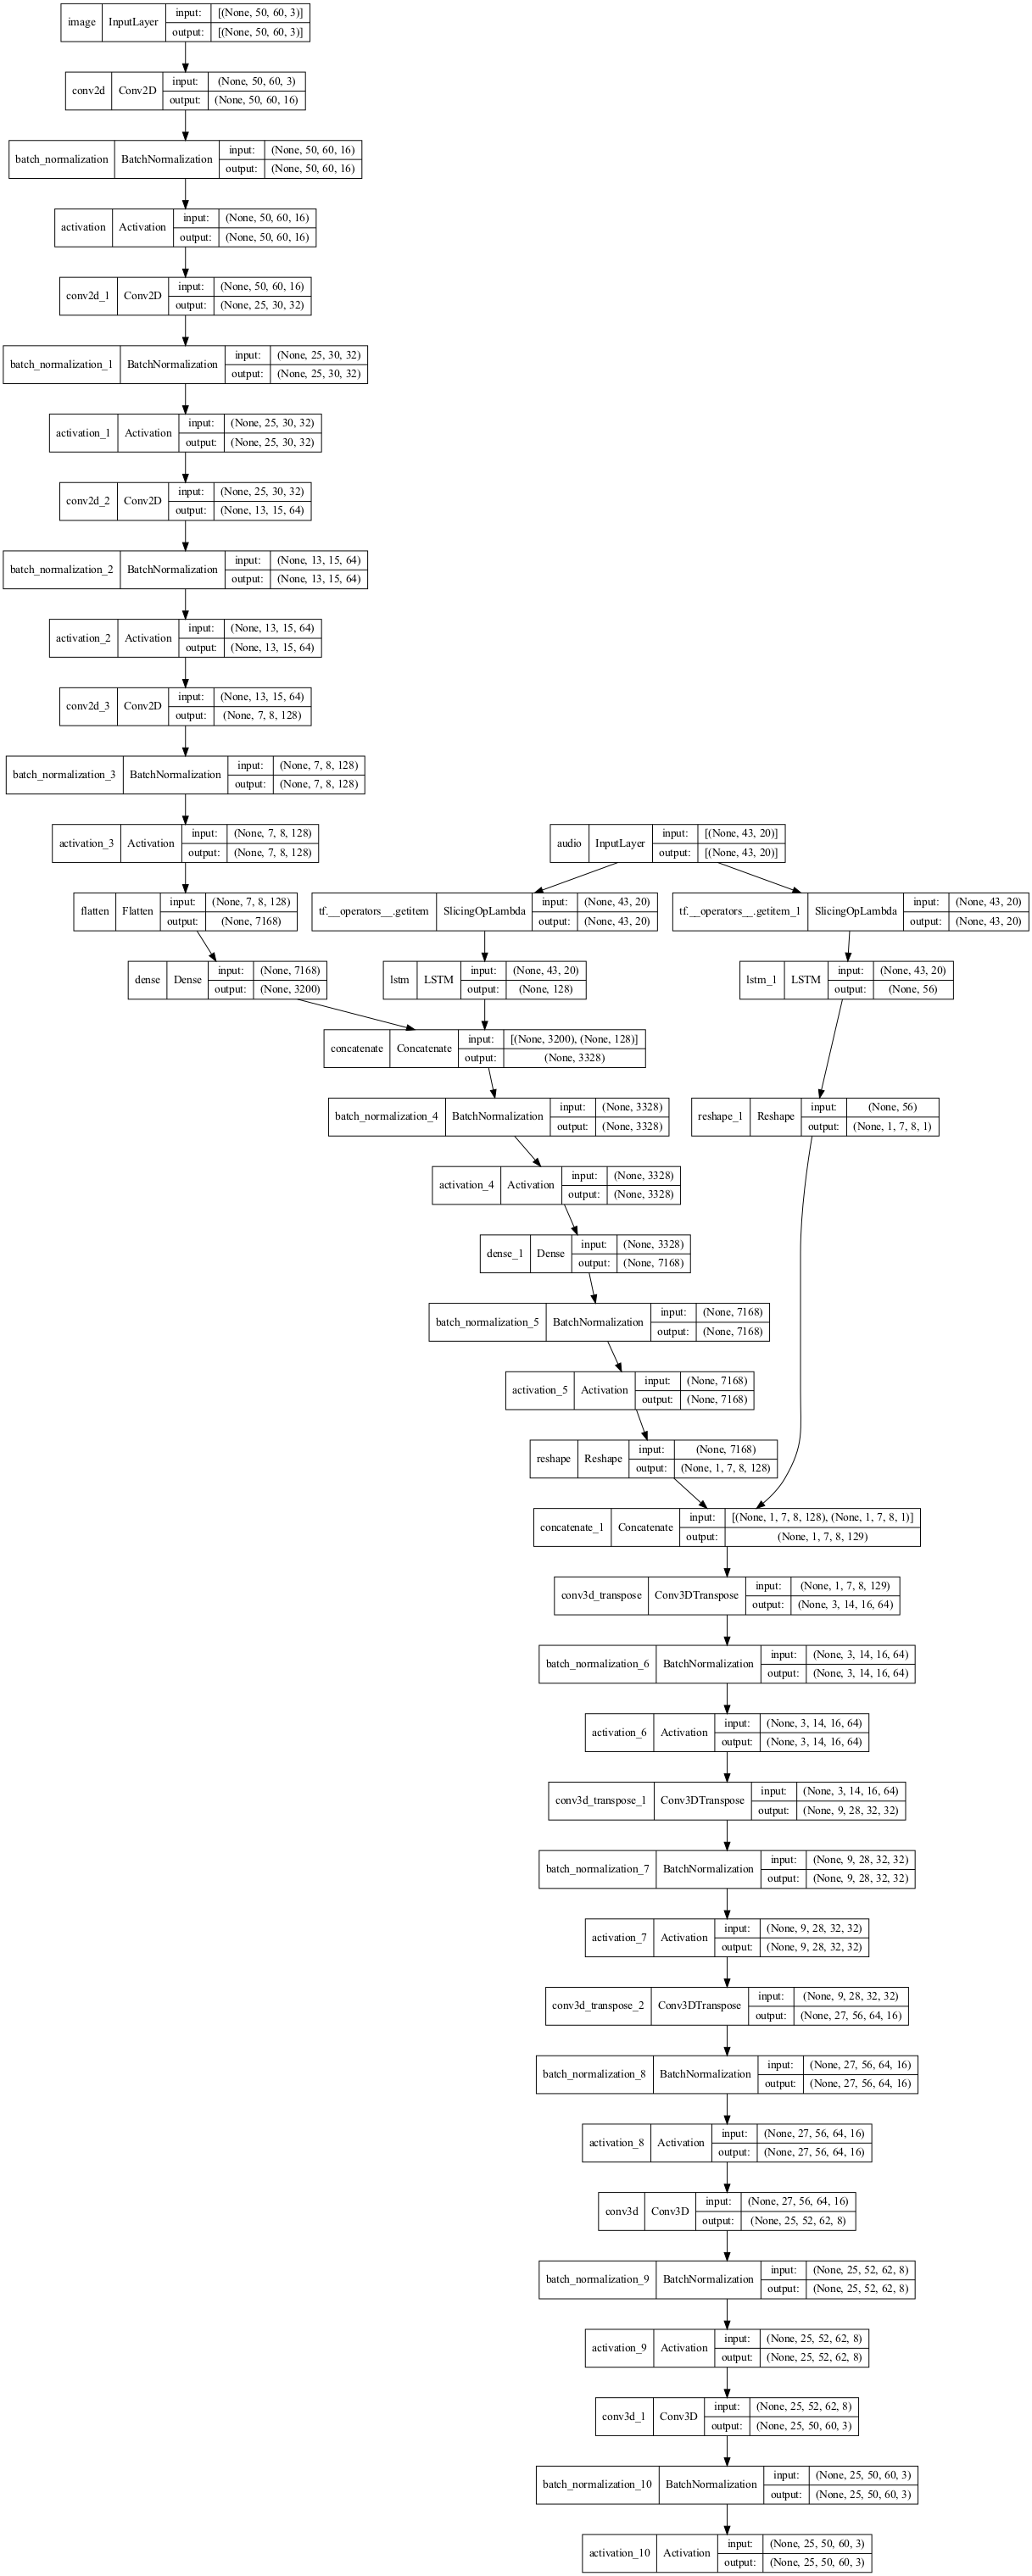 image InputLayer input: [(None, 50, 60, 3)]
output: [(None, 50, 60, 3)]
conv2d Conv2D input: (None, 50, 60, 3)
output: (None, 50, 60, 16)
batch_normalization BatchNormalization input: (None, 50, 60, 16)
output: (None, 50, 60, 16)
activation Activation input: (None, 50, 60, 16)
output: (None, 50, 60, 16)
conv2d_1 Conv2D input: (None, 50, 60, 16)
output: (None, 25, 30, 32)
batch_normalization_1 BatchNormalization input: (None, 25, 30, 32)
output: (None, 25, 30, 32)
activation_1 Activation input: (None, 25, 30, 32)
output: (None, 25, 30, 32)
conv2d_2 Conv2D input: (None, 25, 30, 32)
output: (None, 13, 15, 64)
batch_normalization_2 BatchNormalization input: (None, 13, 15, 64)
output: (None, 13, 15, 64)
activation_2 Activation input: (None, 13, 15, 64)
output: (None, 13, 15, 64)
conv2d_3 Conv2D input: (None, 13, 15, 64)
output: (None, 7, 8, 128)
batch_normalization_3 BatchNormalization input: (None, 7, 8, 128)
output: (None, 7, 8, 128)
activation_3 Activation input: (None, 7, 8, 128)
output: (None, 7, 8, 128)
audio InputLayer input: [(None, 43, 20)]
output: [(None, 43, 20)]
flatten Flatten input: (None, 7, 8, 128)
output: (None, 7168)
tf.__operators__.getitem SlicingOpLambda input: (None, 43, 20)
output: (None, 43, 20)
tf.__operators__.getitem_1 SlicingOpLambda input: (None, 43, 20)
output: (None, 43, 20)
dense Dense input: (None, 7168)
output: (None, 3200)
lstm LSTM input: (None, 43, 20)
output: (None, 128)
lstm_1 LSTM input: (None, 43, 20)
output: (None, 56)
concatenate Concatenate input: [(None, 3200), (None, 128)]
output: (None, 3328)
batch_normalization_4 BatchNormalization input: (None, 3328)
output: (None, 3328)
reshape_1 Reshape input: (None, 56)
output: (None, 1, 7, 8, 1)
activation_4 Activation input: (None, 3328)
output: (None, 3328)
dense_1 Dense input: (None, 3328)
output: (None, 7168)
batch_normalization_5 BatchNormalization input: (None, 7168)
output: (None, 7168)
activation_5 Activation input: (None, 7168)
output: (None, 7168)
reshape Reshape input: (None, 7168)
output: (None, 1, 7, 8, 128)
concatenate_1 Concatenate input: [(None, 1, 7, 8, 128), (None, 1, 7, 8, 1)]
output: (None, 1, 7, 8, 129)
conv3d_transpose Conv3DTranspose input: (None, 1, 7, 8, 129)
output: (None, 3, 14, 16, 64)
batch_normalization_6 BatchNormalization input: (None, 3, 14, 16, 64)
output: (None, 3, 14, 16, 64)
activation_6 Activation input: (None, 3, 14, 16, 64)
output: (None, 3, 14, 16, 64)
conv3d_transpose_1 Conv3DTranspose input: (None, 3, 14, 16, 64)
output: (None, 9, 28, 32, 32)
batch_normalization_7 BatchNormalization input: (None, 9, 28, 32, 32)
output: (None, 9, 28, 32, 32)
activation_7 Activation input: (None, 9, 28, 32, 32)
output: (None, 9, 28, 32, 32)
conv3d_transpose_2 Conv3DTranspose input: (None, 9, 28, 32, 32)
output: (None, 27, 56, 64, 16)
batch_normalization_8 BatchNormalization input: (None, 27, 56, 64, 16)
output: (None, 27, 56, 64, 16)
activation_8 Activation input: (None, 27, 56, 64, 16)
output: (None, 27, 56, 64, 16)
conv3d Conv3D input: (None, 27, 56, 64, 16)
output: (None, 25, 52, 62, 8)
batch_normalization_9 BatchNormalization input: (None, 25, 52, 62, 8)
output: (None, 25, 52, 62, 8)
activation_9 Activation input: (None, 25, 52, 62, 8)
output: (None, 25, 52, 62, 8)
conv3d_1 Conv3D input: (None, 25, 52, 62, 8)
output: (None, 25, 50, 60, 3)
batch_normalization_10 BatchNormalization input: (None, 25, 50, 60, 3)
output: (None, 25, 50, 60, 3)
activation_10 Activation input: (None, 25, 50, 60, 3)
output: (None, 25, 50, 60, 3)